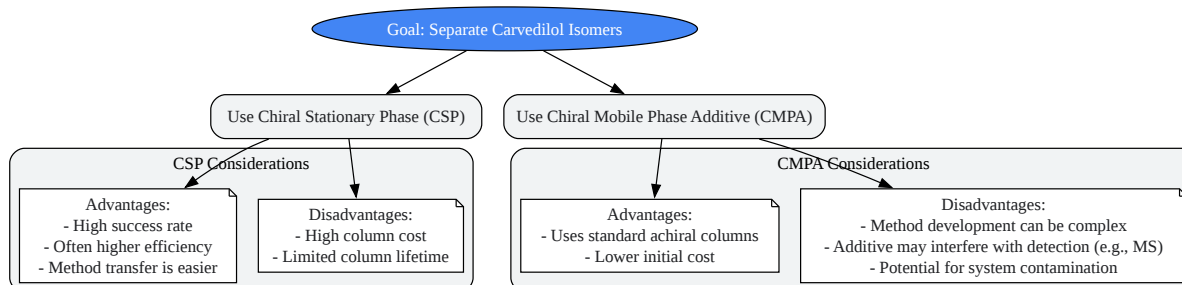 Goal: Separate Carvedilol Isomers
Use Chiral Stationary Phase (CSP)
Use Chiral Mobile Phase Additive (CMPA)
CSP Considerations
Advantages:
- High success rate
- Often higher efficiency
- Method transfer is easier
Disadvantages:
- High column cost
- Limited column lifetime
CMPA Considerations
Advantages:
- Uses standard achiral columns
- Lower initial cost
Disadvantages:
- Method development can be complex
- Additive may interfere with detection (e.g., MS)
- Potential for system contamination